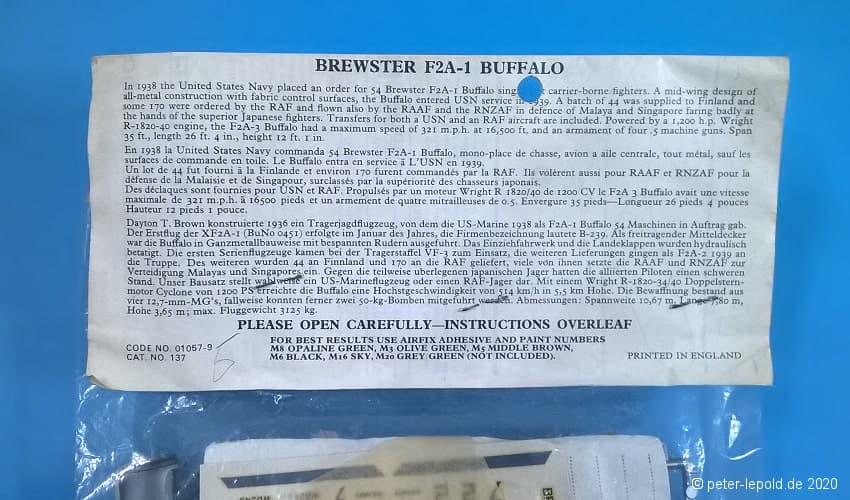 BREWSTER F2A-1 BUFFALO
In 1938 the United States Navy placed an order for 54 Brewster F2A-1 Buffalo carrier-borne fighters. A mid-wing design of
all-metal construction with fabric control surfaces, the Buffalo entered USN service in 1939. A batch of 44 was supplied to Finland and
some 170 were ordered by the RAF and flown also by the RAAF and the RNZAF in defence of Malaya and Singapore faring badly at
the hands of the superior Japanese fighters. Transfers for both a USN and an RAF aircraft are included. Powered by a 1,200 h.p. Wright
R-1820-40 engine, the F2A-3 Buffalo had a maximum speed of 321 m.p.h. at 16,500 ft, and an armament of four .5 machine guns. Span
35 ft., length 26 ft. 4 in., height 12 ft. 1 in.
En 1938 la United States Navy commanda 54 Brewster F2A-1 Buffalo, mono-place de chasse, avion a aile centrale, tout métal, sauf les
surfaces de commande en toile. Le Buffalo entra en service à L'USN en 1939.
Un lot de 44 fut fourni à la Finlande et environ 170 furent commandés par la RAF. Ils volèrent aussi pour RAAF et RNZAF pour la
défense de la Malaisie et de Singapour, surclassés par la supériorité des chasseurs japonais.
Des déclaques sont fournies pour USN et RAF. Propulsés par un moteur Wright R 1820/40 de 1200 CV le F2A 3 Buffalo avait une vitesse
maximale de 321 m.p.h. à 16500 pieds et un armement de quatre mitrailleuses de 0.5. Envergure 35 pieds—Longueur 26 pieds 4 pouces
Hauteur 12 pieds 1 pouce.
Dayton T. Brown construierte 1936 ein Tragerjagdflugzeug, von dem die US-Marine 1938 als F2A-1 Buffalo 54 Maschinen in Auftrag gab.
Der Erstflug der XF2A-1 (BuNo 0451) erfolgte im Januar des Jahres, die Firmenbezeichnung lautete B-239. Als freitragender Mitteldecker
war die Buffalo in Ganzmetallbauweise mit bespannten Rudern ausgeführt. Das Einziehfahrwerk und die Landeklappen wurden hydraulisch
betatigt. Die ersten Serienflugzeuge kamen bei der Tragerstaffel VF-3 zum Einsatz, die weiteren Lieferungen gingen als F2A-2 1939 an
die Truppe. Des weiteren wurden 44 an Finnland und 170 an die RAF geliefert, viele von ihnen setzte die RAAF und RNZAF zur
Verteidigung Malayas und Singapores ein. Gegen die teilweise uberlegenen japanischen Jager hatten die alliierten Piloten einen schweren
Stand. Unser Bausatz stellt wahlweise ein US-Marineflugzeug oder einen RAF-Jager dar. Mit einem Wright R-1820-34/40 Doppelstern-
motor Cyclone von 1200 PS erreichte die Buffalo eine Hochstgeschwindigkeit von 514 km/h in 5,5 km Hohe. Die Bewaffnung bestand aus
vier 12,7-mm-MG's, fallweise konnten ferner zwei 50-kg-Bomben mitgefuhrt werden. Abmessungen: Spannweite 10,67 m, Lange 7,80 m,
Hohe 3,65 m; max. Fluggewicht 3125 kg.
PLEASE OPEN CAREFULLY—INSTRUCTIONS OVERLEAF
FOR BEST RESULTS USE AIRFIX ADHESIVE AND PAINT NUMBERS
M8 OPALINE GREEN, M3 OLIVE GREEN, M5 MIDDLE BROWN,
M6 BLACK, M16 SKY, M20 GREY GREEN (NOT INCLUDED).
CODE NO. 01057-9
CAT. NO. 137
PRINTED IN ENGLAND
© peter-lepold.de 2020